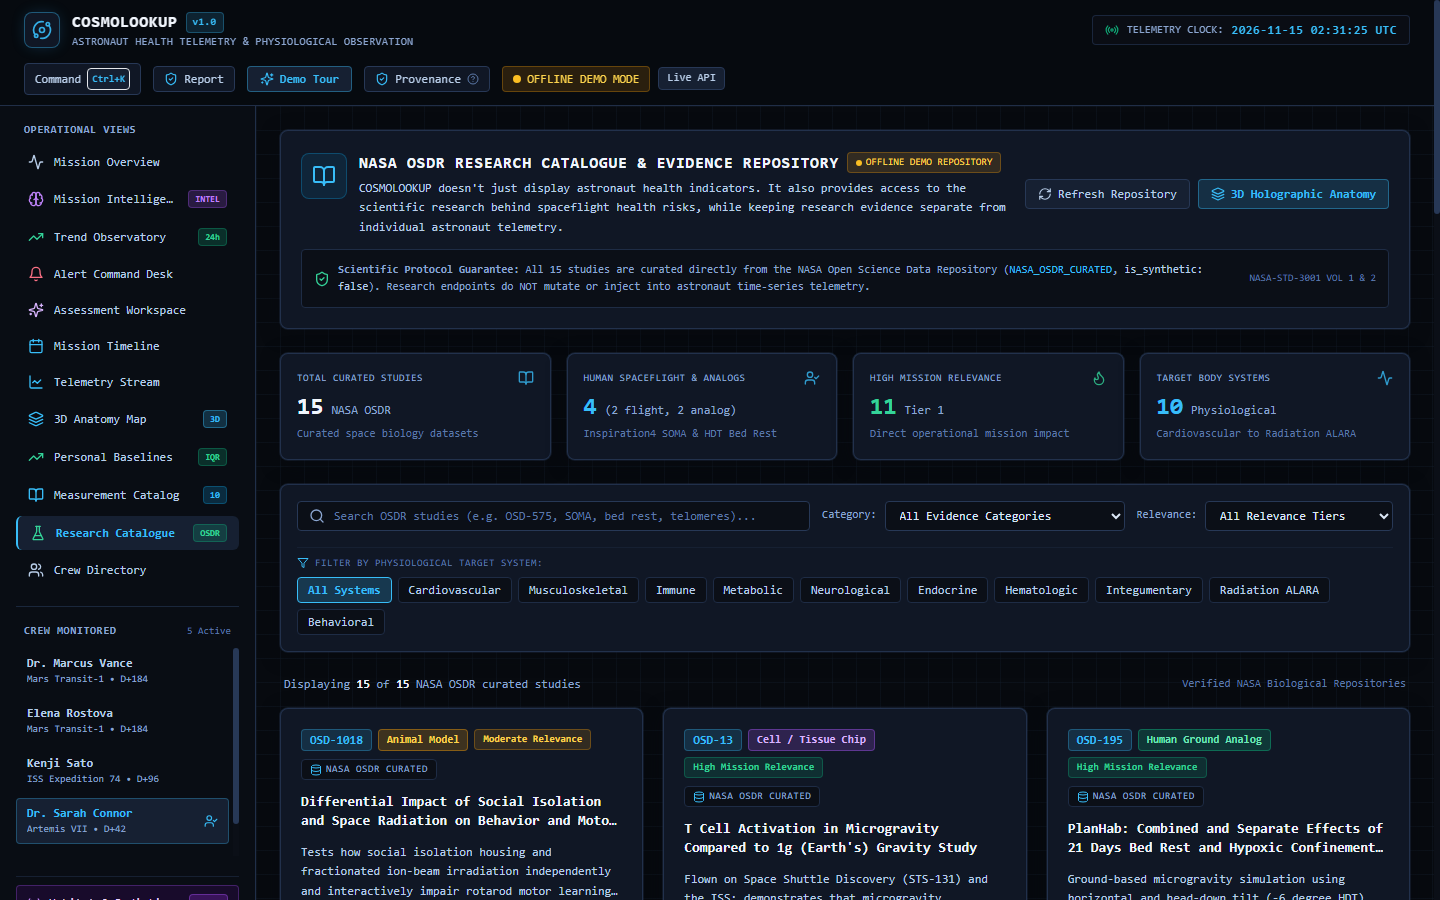 COSMOLOOKUP v1.0
ASTRONAUT HEALTH TELEMETRY & PHYSIOLOGICAL OBSERVATION
TELEMETRY CLOCK: 2026-11-15 02:31:25 UTC
Command Ctrl+K
Report
Demo Tour
Provenance ?
OFFLINE DEMO MODE
Live API
OPERATIONAL VIEWS
Mission Overview
Mission Intellige… INTEL
Trend Observatory 24h
Alert Command Desk
Assessment Workspace
Mission Timeline
Telemetry Stream
3D Anatomy Map 3D
Personal Baselines IQR
Measurement Catalog 10
Research Catalogue OSDR
Crew Directory
CREW MONITORED 5 Active
Dr. Marcus Vance
Mars Transit-1 • D+184
Elena Rostova
Mars Transit-1 • D+184
Kenji Sato
ISS Expedition 74 • D+96
Dr. Sarah Connor
Artemis VII • D+42
NASA OSDR RESEARCH CATALOGUE & EVIDENCE REPOSITORY
OFFLINE DEMO REPOSITORY
COSMOLOOKUP doesn't just display astronaut health indicators. It also provides access to the
scientific research behind spaceflight health risks, while keeping research evidence separate from
individual astronaut telemetry.
Refresh Repository
3D Holographic Anatomy
Scientific Protocol Guarantee: All 15 studies are curated directly from the NASA Open Science Data Repository (NASA_OSDR_CURATED, is_synthetic:
false). Research endpoints do NOT mutate or inject into astronaut time-series telemetry.
NASA-STD-3001 VOL 1 & 2
TOTAL CURATED STUDIES
15 NASA OSDR
Curated space biology datasets
HUMAN SPACEFLIGHT & ANALOGS
4 (2 flight, 2 analog)
Inspiration4 SOMA & HDT Bed Rest
HIGH MISSION RELEVANCE
11 Tier 1
Direct operational mission impact
TARGET BODY SYSTEMS
10 Physiological
Cardiovascular to Radiation ALARA
Search OSDR studies (e.g. OSD-575, SOMA, bed rest, telomeres)...
Category: All Evidence Categories
Relevance: All Relevance Tiers
FILTER BY PHYSIOLOGICAL TARGET SYSTEM:
All Systems
Cardiovascular
Musculoskeletal
Immune
Metabolic
Neurological
Endocrine
Hematologic
Integumentary
Radiation ALARA
Behavioral
Displaying 15 of 15 NASA OSDR curated studies
Verified NASA Biological Repositories
OSD-1018 Animal Model Moderate Relevance
NASA OSDR CURATED
Differential Impact of Social Isolation
and Space Radiation on Behavior and Moto…
Tests how social isolation housing and
fractionated ion-beam irradiation independently
and interactively impair rotarod motor learning…
OSD-13 Cell / Tissue Chip
High Mission Relevance
NASA OSDR CURATED
T Cell Activation in Microgravity
Compared to 1g (Earth's) Gravity Study
Flown on Space Shuttle Discovery (STS-131) and
the ISS; demonstrates that microgravity
OSD-195 Human Ground Analog
High Mission Relevance
NASA OSDR CURATED
PlanHab: Combined and Separate Effects of
21 Days Bed Rest and Hypoxic Confinement…
Ground-based microgravity simulation using
horizontal and head-down tilt (-6 degree HDT)